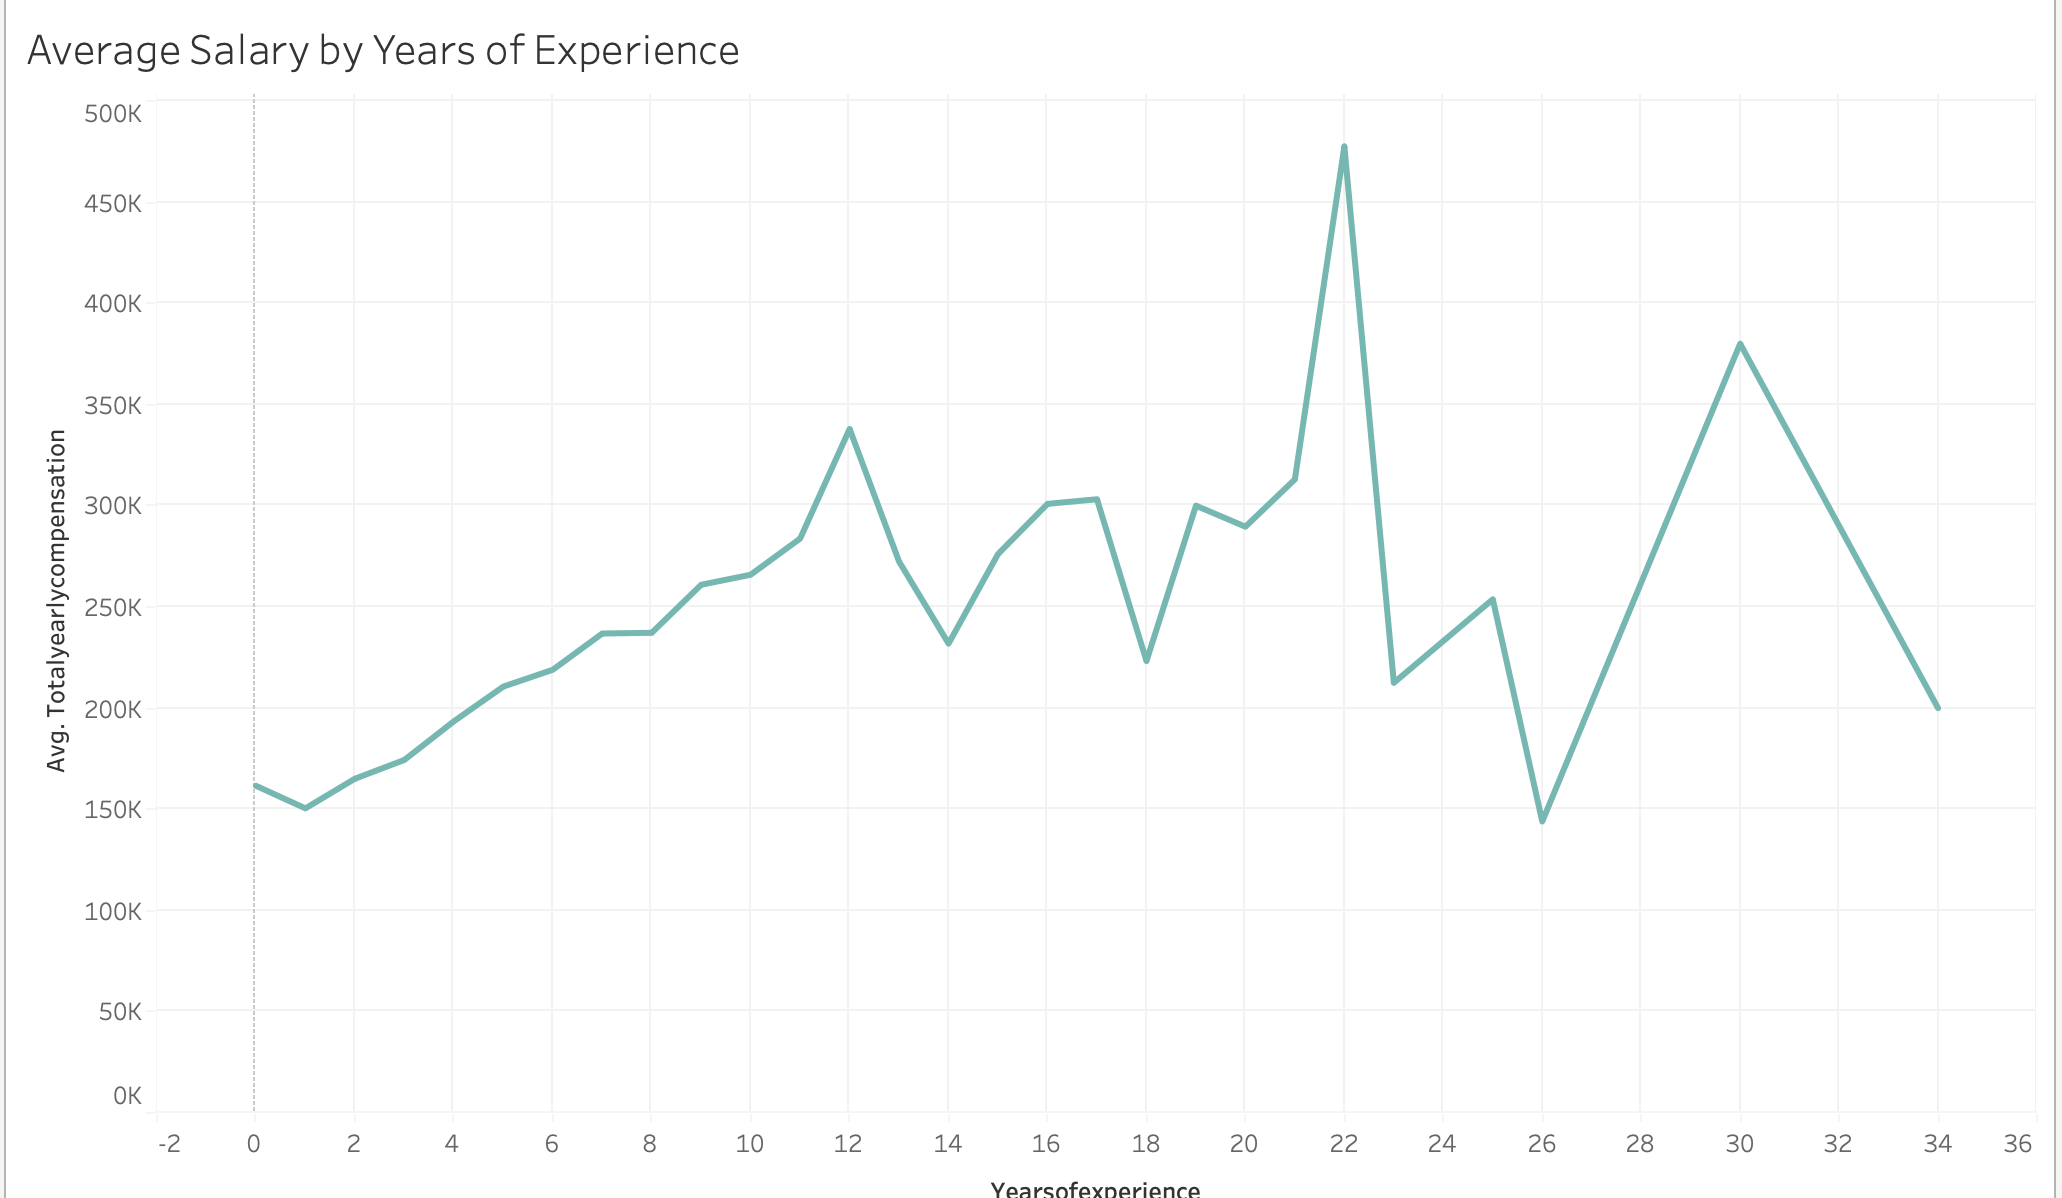 Average Salary by Years of Experience
500K
450K
400K
350K
300K
250K
200K
150K
100K
50K
0K
Avg. Totalyearlycompensation
-2 0 2 4 6 8 10 12 14 16 18 20 22 24 26 28 30 32 34 36
Yearsofexperience